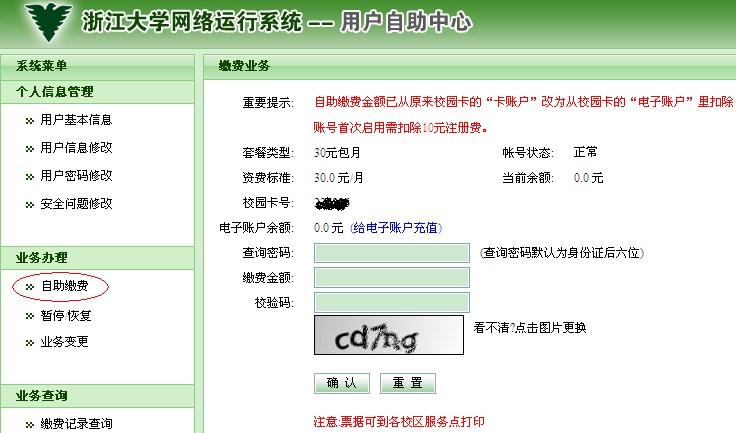 浙江大学网络运行系统 -- 用户自助中心
系统菜单
个人信息管理
用户基本信息
用户信息修改
用户密码修改
安全问题修改
业务办理
自助缴费
暂停.恢复
业务变更
业务查询
缴费记录查询
缴费业务
重要提示: 自助缴费金额已从原来校园卡的“卡账户”改为从校园卡的“电子账户”里扣除
账号首次启用需扣除10元注册费。
套餐类型: 30元包月 帐号状态: 正常
资费标准: 30.0 元/月 当前余额: 0.0 元
校园卡号:
电子账户余额: 0.0 元 (给电子账户充值)
查询密码: (查询密码默认为身份证后六位)
缴费金额:
校验码:
cd7ng 看不清?点击图片更换
确 认 重 置
注意:票据可到各校区服务点打印